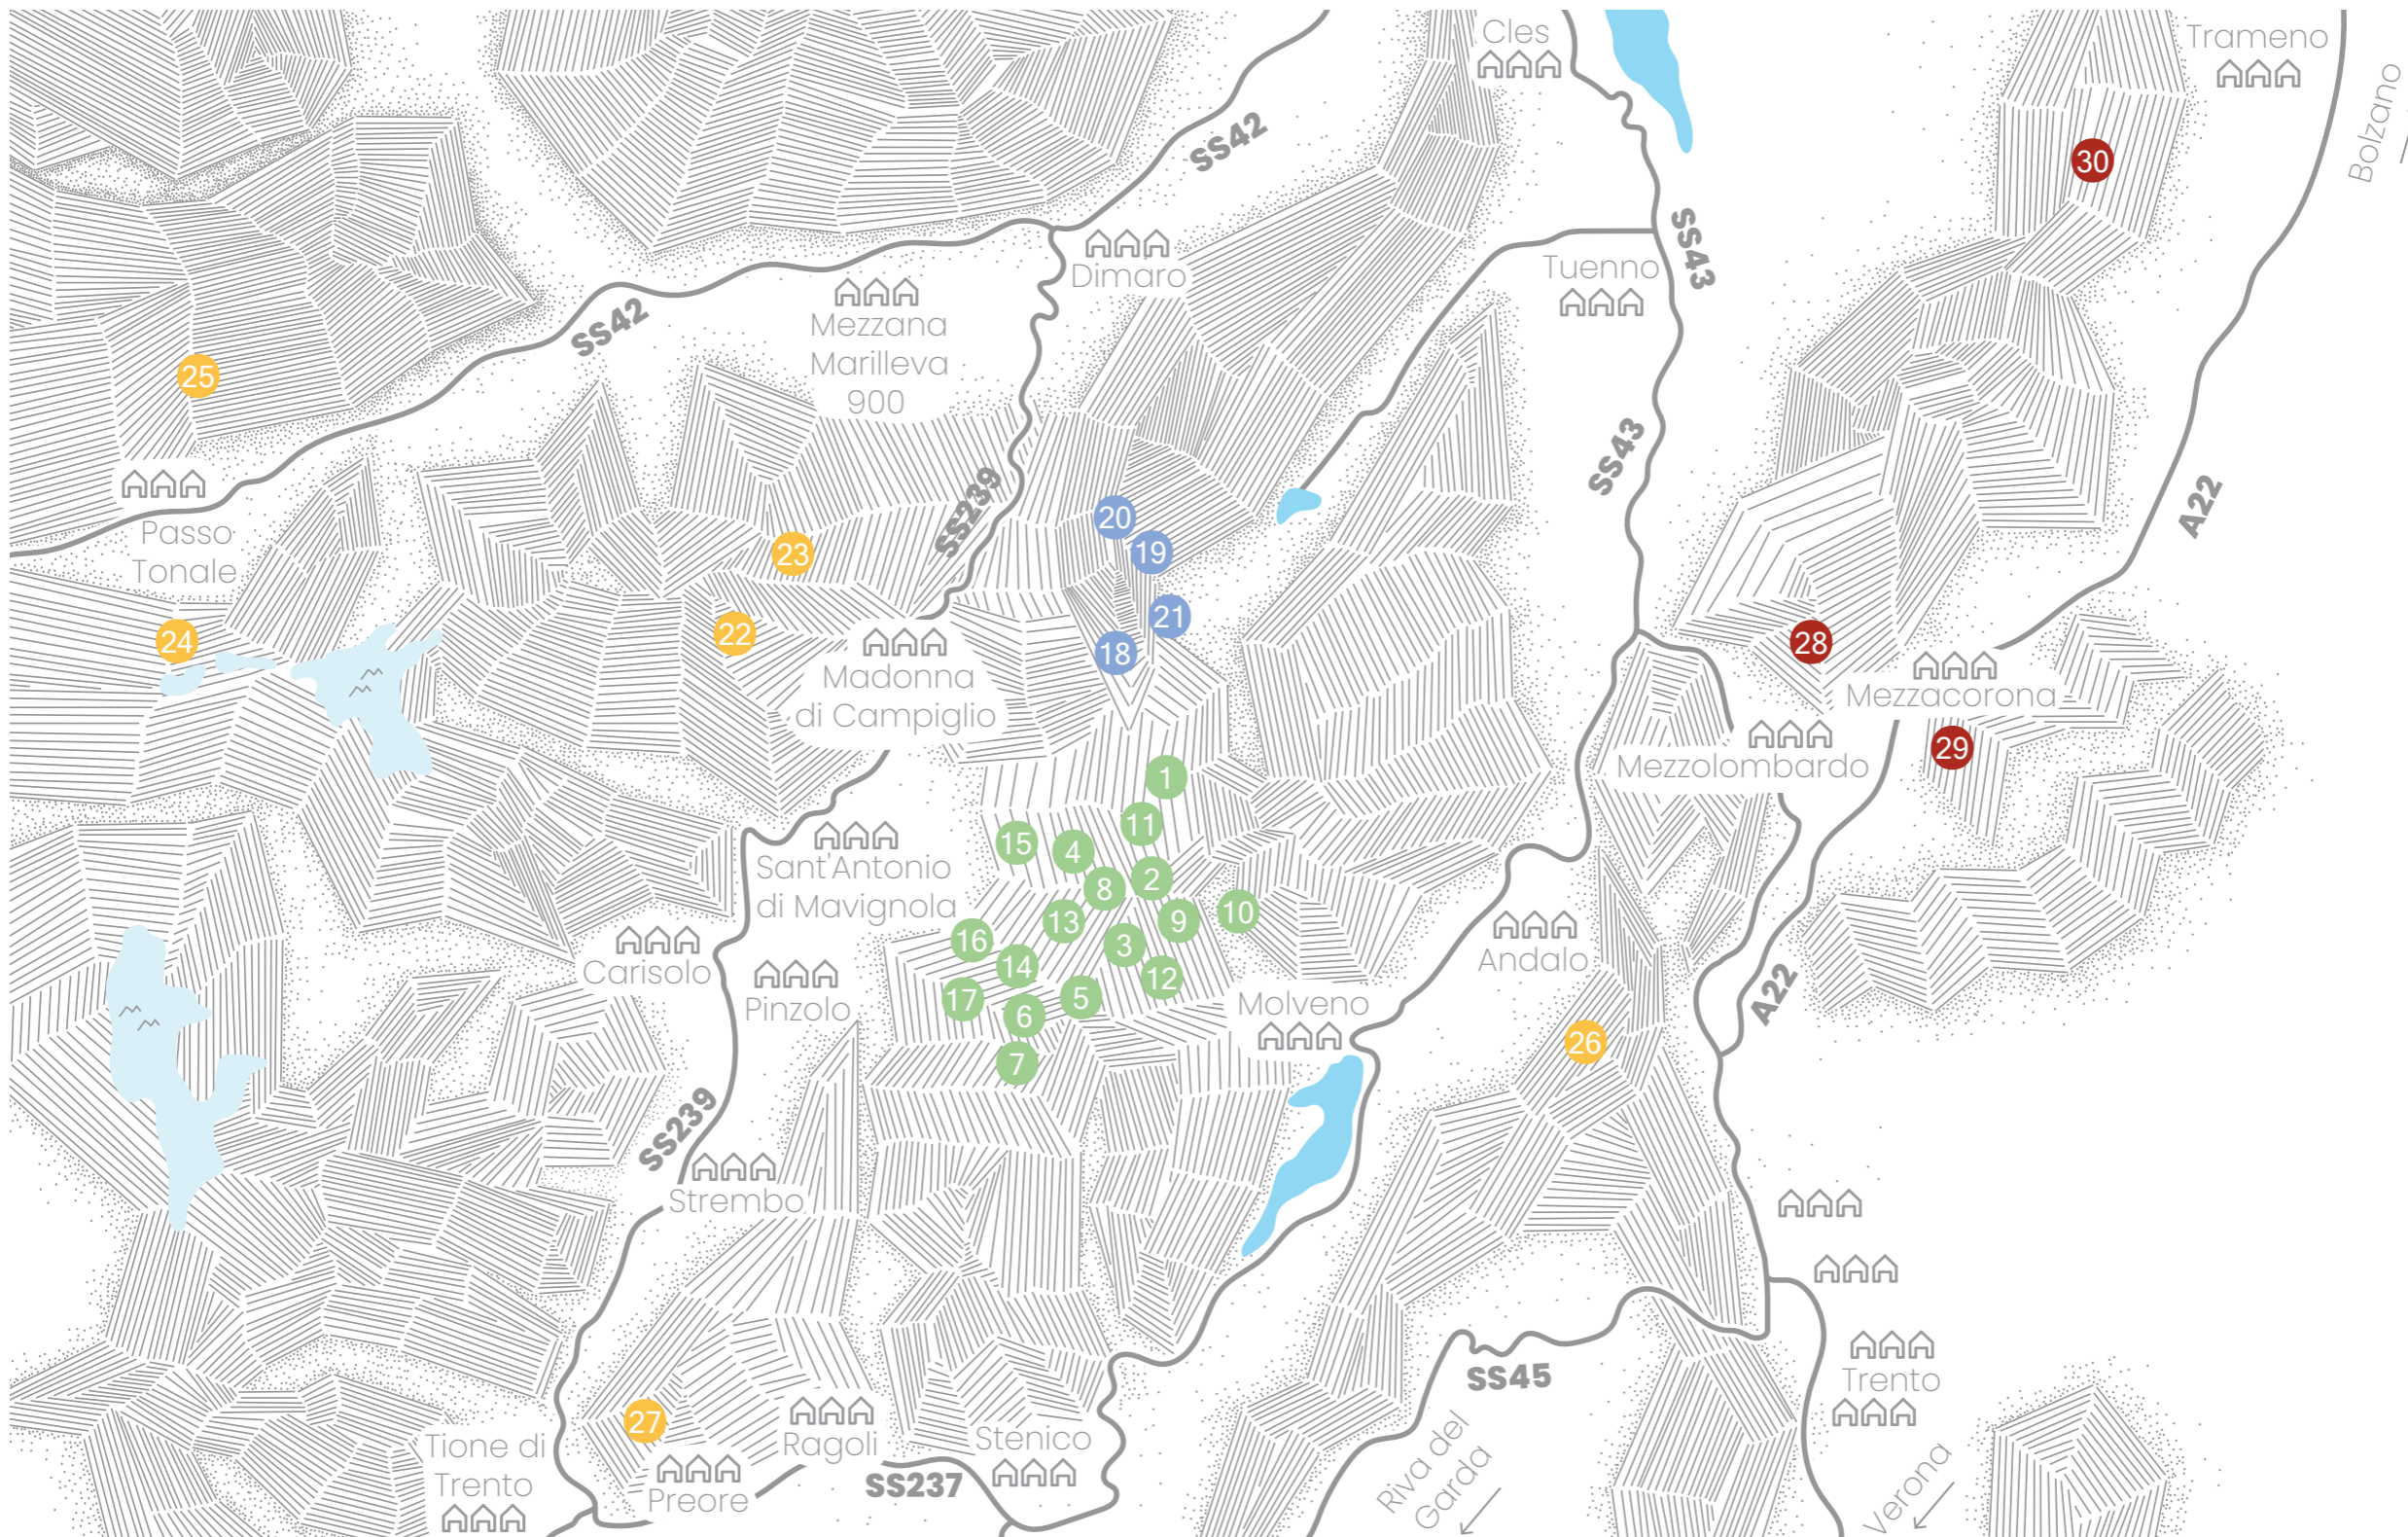 Cles
Trameno
Bolzano
30
SS42
SS43
Dimaro
Tuenno
Mezzana
Marilleva
900
SS42
25
SS43
SS239
A22
20
19
23
Passo
Tonale
24
22
21
18
28
Madonna
di Campiglio
Mezzacorona
29
Mezzolombardo
1
11
15
4
2
8
Sant'Antonio
di Mavignola
10
13
9
16
3
14
12
17
5
6
7
Carisolo
Pinzolo
Andalo
Molveno
A22
26
SS239
Strembo
SS45
Trento
27
Ragoli
Stenico
Tione di
Trento
Preore
SS237
Riva del
Garda
Verona